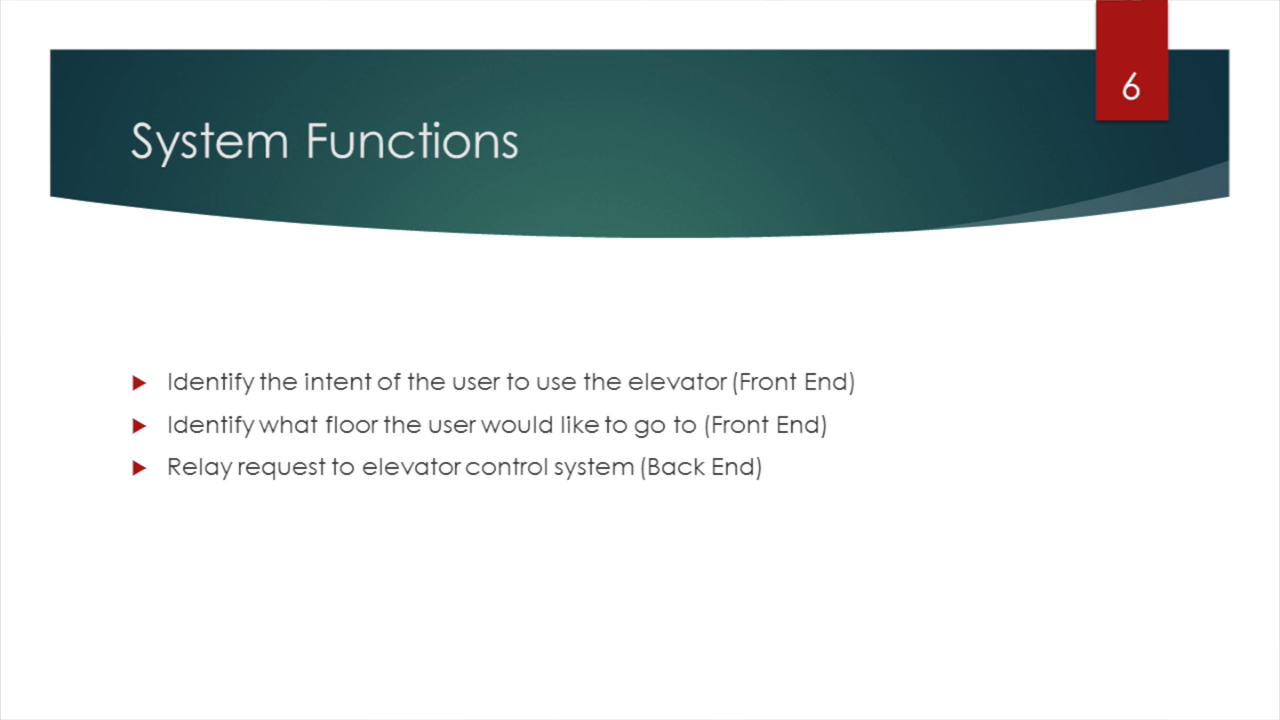 6
System Functions
Identify the intent of the user to use the elevator (Front End)
Identify what floor the user would like to go to (Front End)
Relay request to elevator control system (Back End)